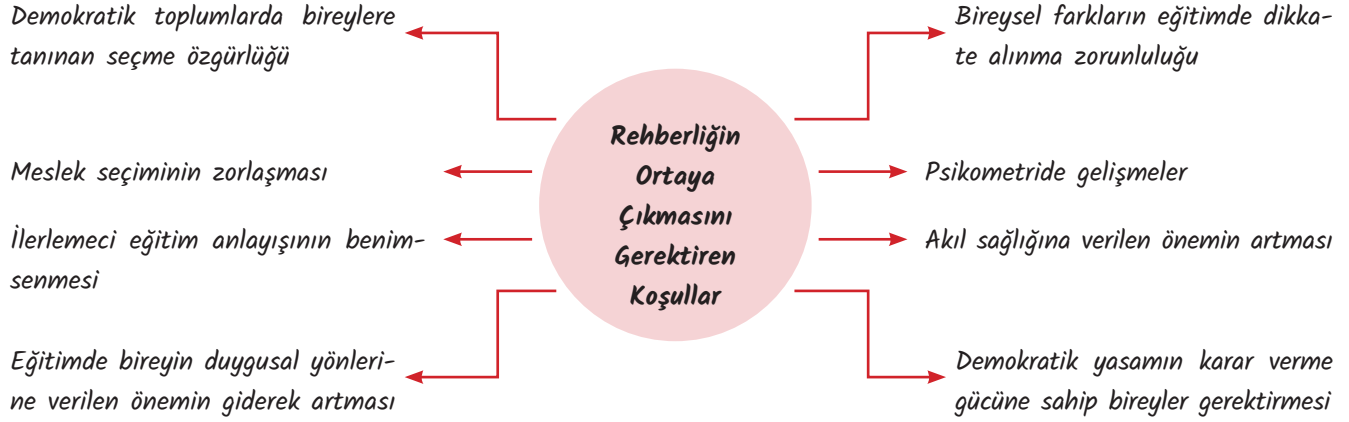 Demokratik toplumlarda bireylere
tanınan seçme özgürlüğü
Meslek seçiminin zorlaşması
İlerlemeci eğitim anlayışının benim-
senmesi
Eğitimde bireyin duygusal yönleri-
ne verilen önemin giderek artması
Rehberliğin
Ortaya
Çıkmasını
Gerektiren
Koşullar
Bireysel farkların eğitimde dikka-
te alınma zorunluluğu
Psikometride gelişmeler
Akıl sağlığına verilen önemin artması
Demokratik yasamın karar verme
gücüne sahip bireyler gerektirmesi